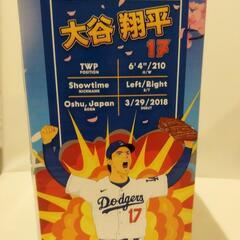 大谷 翔平
17
TWP
POSITION
6'4"/210
H/W
Showtime
NICKNAME
Left/Right
B/T
Oshu, Japan
BORN
3/29/2018
DEBUT
Dodgers
17